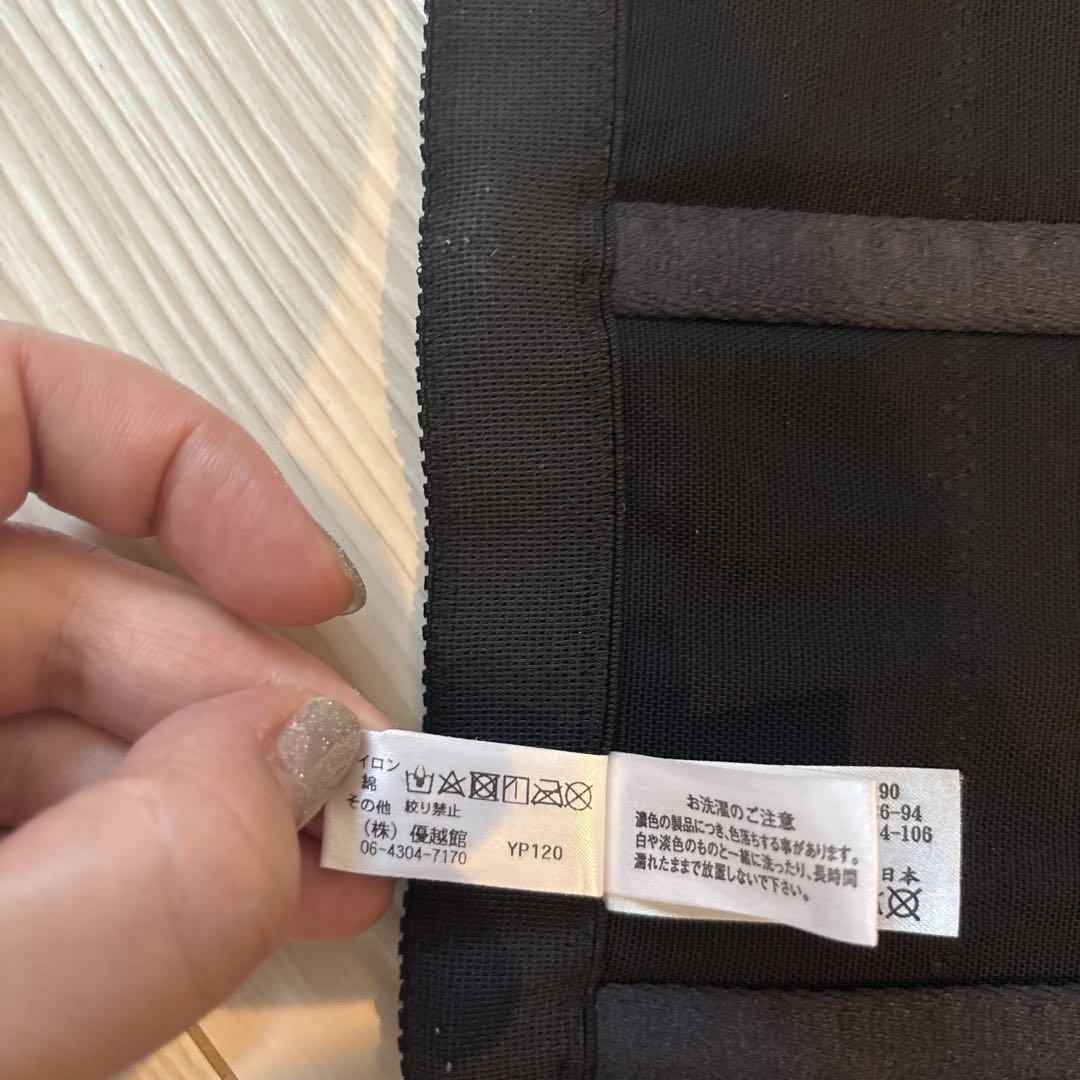 イロン
綿
その他 絞り禁止
(株) 優越館
06-4304-7170 YP120
お洗濯のご注意
濃色の製品につき、色落ちする事があります。
白や淡色のものと一緒に洗ったり、長時間
濡れたままで放置しないで下さい。
90
6-94
4-106
日本